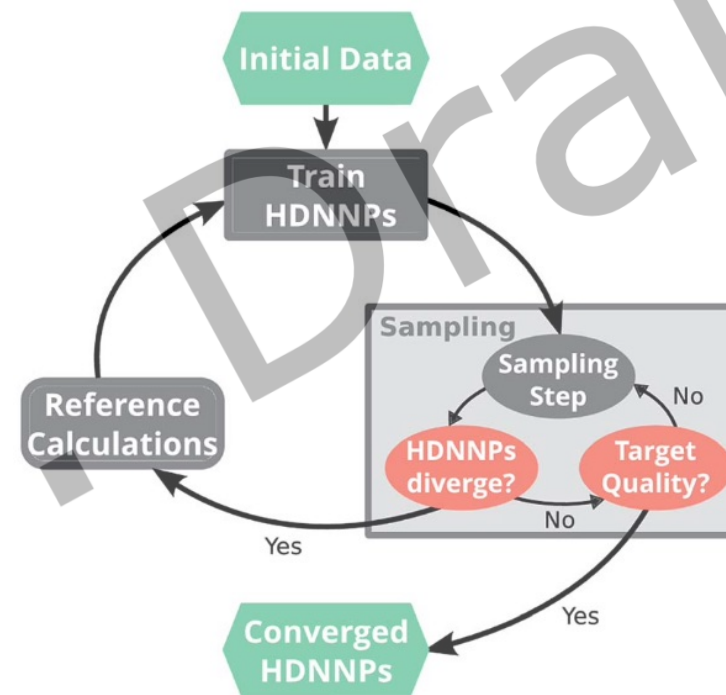 Initial Data
Train
HDNNPs
Sampling
Sampling
Step
No
HDNNPs
diverge?
Target
Quality?
No
Reference
Calculations
Yes
Yes
Converged
HDNNPs